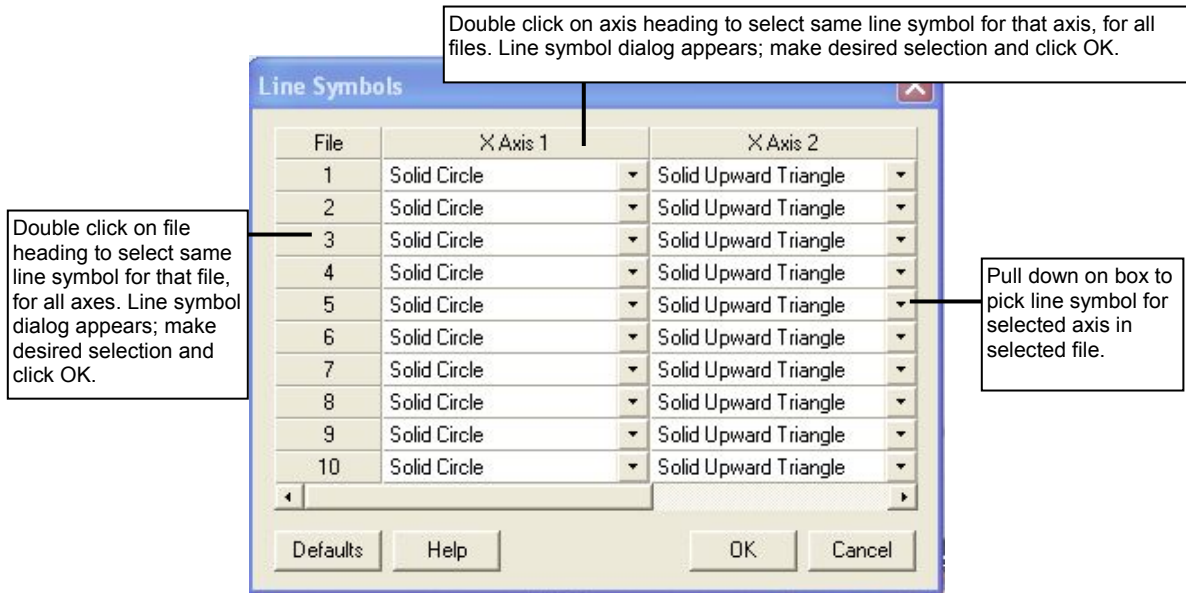 Double click on axis heading to select same line symbol for that axis, for all
files. Line symbol dialog appears; make desired selection and click OK.
Line Symbols
File X Axis 1 X Axis 2
1 Solid Circle Solid Upward Triangle
2 Solid Circle Solid Upward Triangle
3 Solid Circle Solid Upward Triangle
4 Solid Circle Solid Upward Triangle
5 Solid Circle Solid Upward Triangle
6 Solid Circle Solid Upward Triangle
7 Solid Circle Solid Upward Triangle
8 Solid Circle Solid Upward Triangle
9 Solid Circle Solid Upward Triangle
10 Solid Circle Solid Upward Triangle
Defaults Help OK Cancel
Double click on file
heading to select same
line symbol for that file,
for all axes. Line symbol
dialog appears; make
desired selection and
click OK.
Pull down on box to
pick line symbol for
selected axis in
selected file.